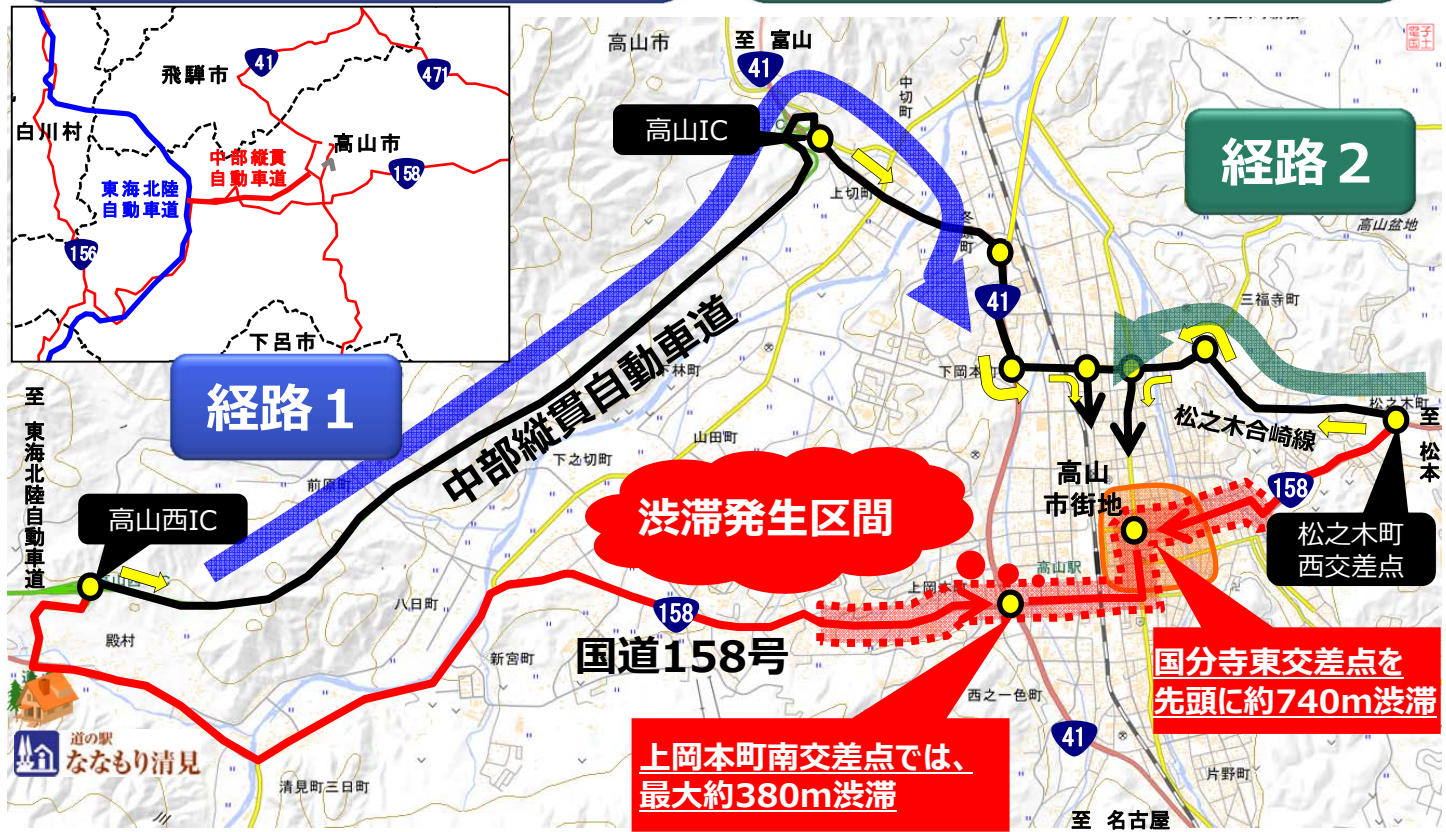 高山市
至 富山
41
中切町
電子国土
飛騨市
41
471
白川村
高山市
中部縦貫
自動車道
158
東海北陸
自動車道
156
下呂市
高山IC
経路２
上切町
冬頭町
高山盆地
41
三福寺町
至 東海北陸自動車道
経路１
中部縦貫自動車道
下林町
下岡本町
松之木町
至 松本
松之木合崎線
山田町
下之切町
前原町
高山西IC
渋滞発生区間
高山
市街地
158
松之木町
西交差点
高山駅
上岡本町
八日町
158
国道158号
殿村
新宮町
西之一色町
国分寺東交差点を
先頭に約740m渋滞
道の駅
ななもり清見
上岡本町南交差点では、
最大約380m渋滞
41
清見町三日町
片野町
至 名古屋